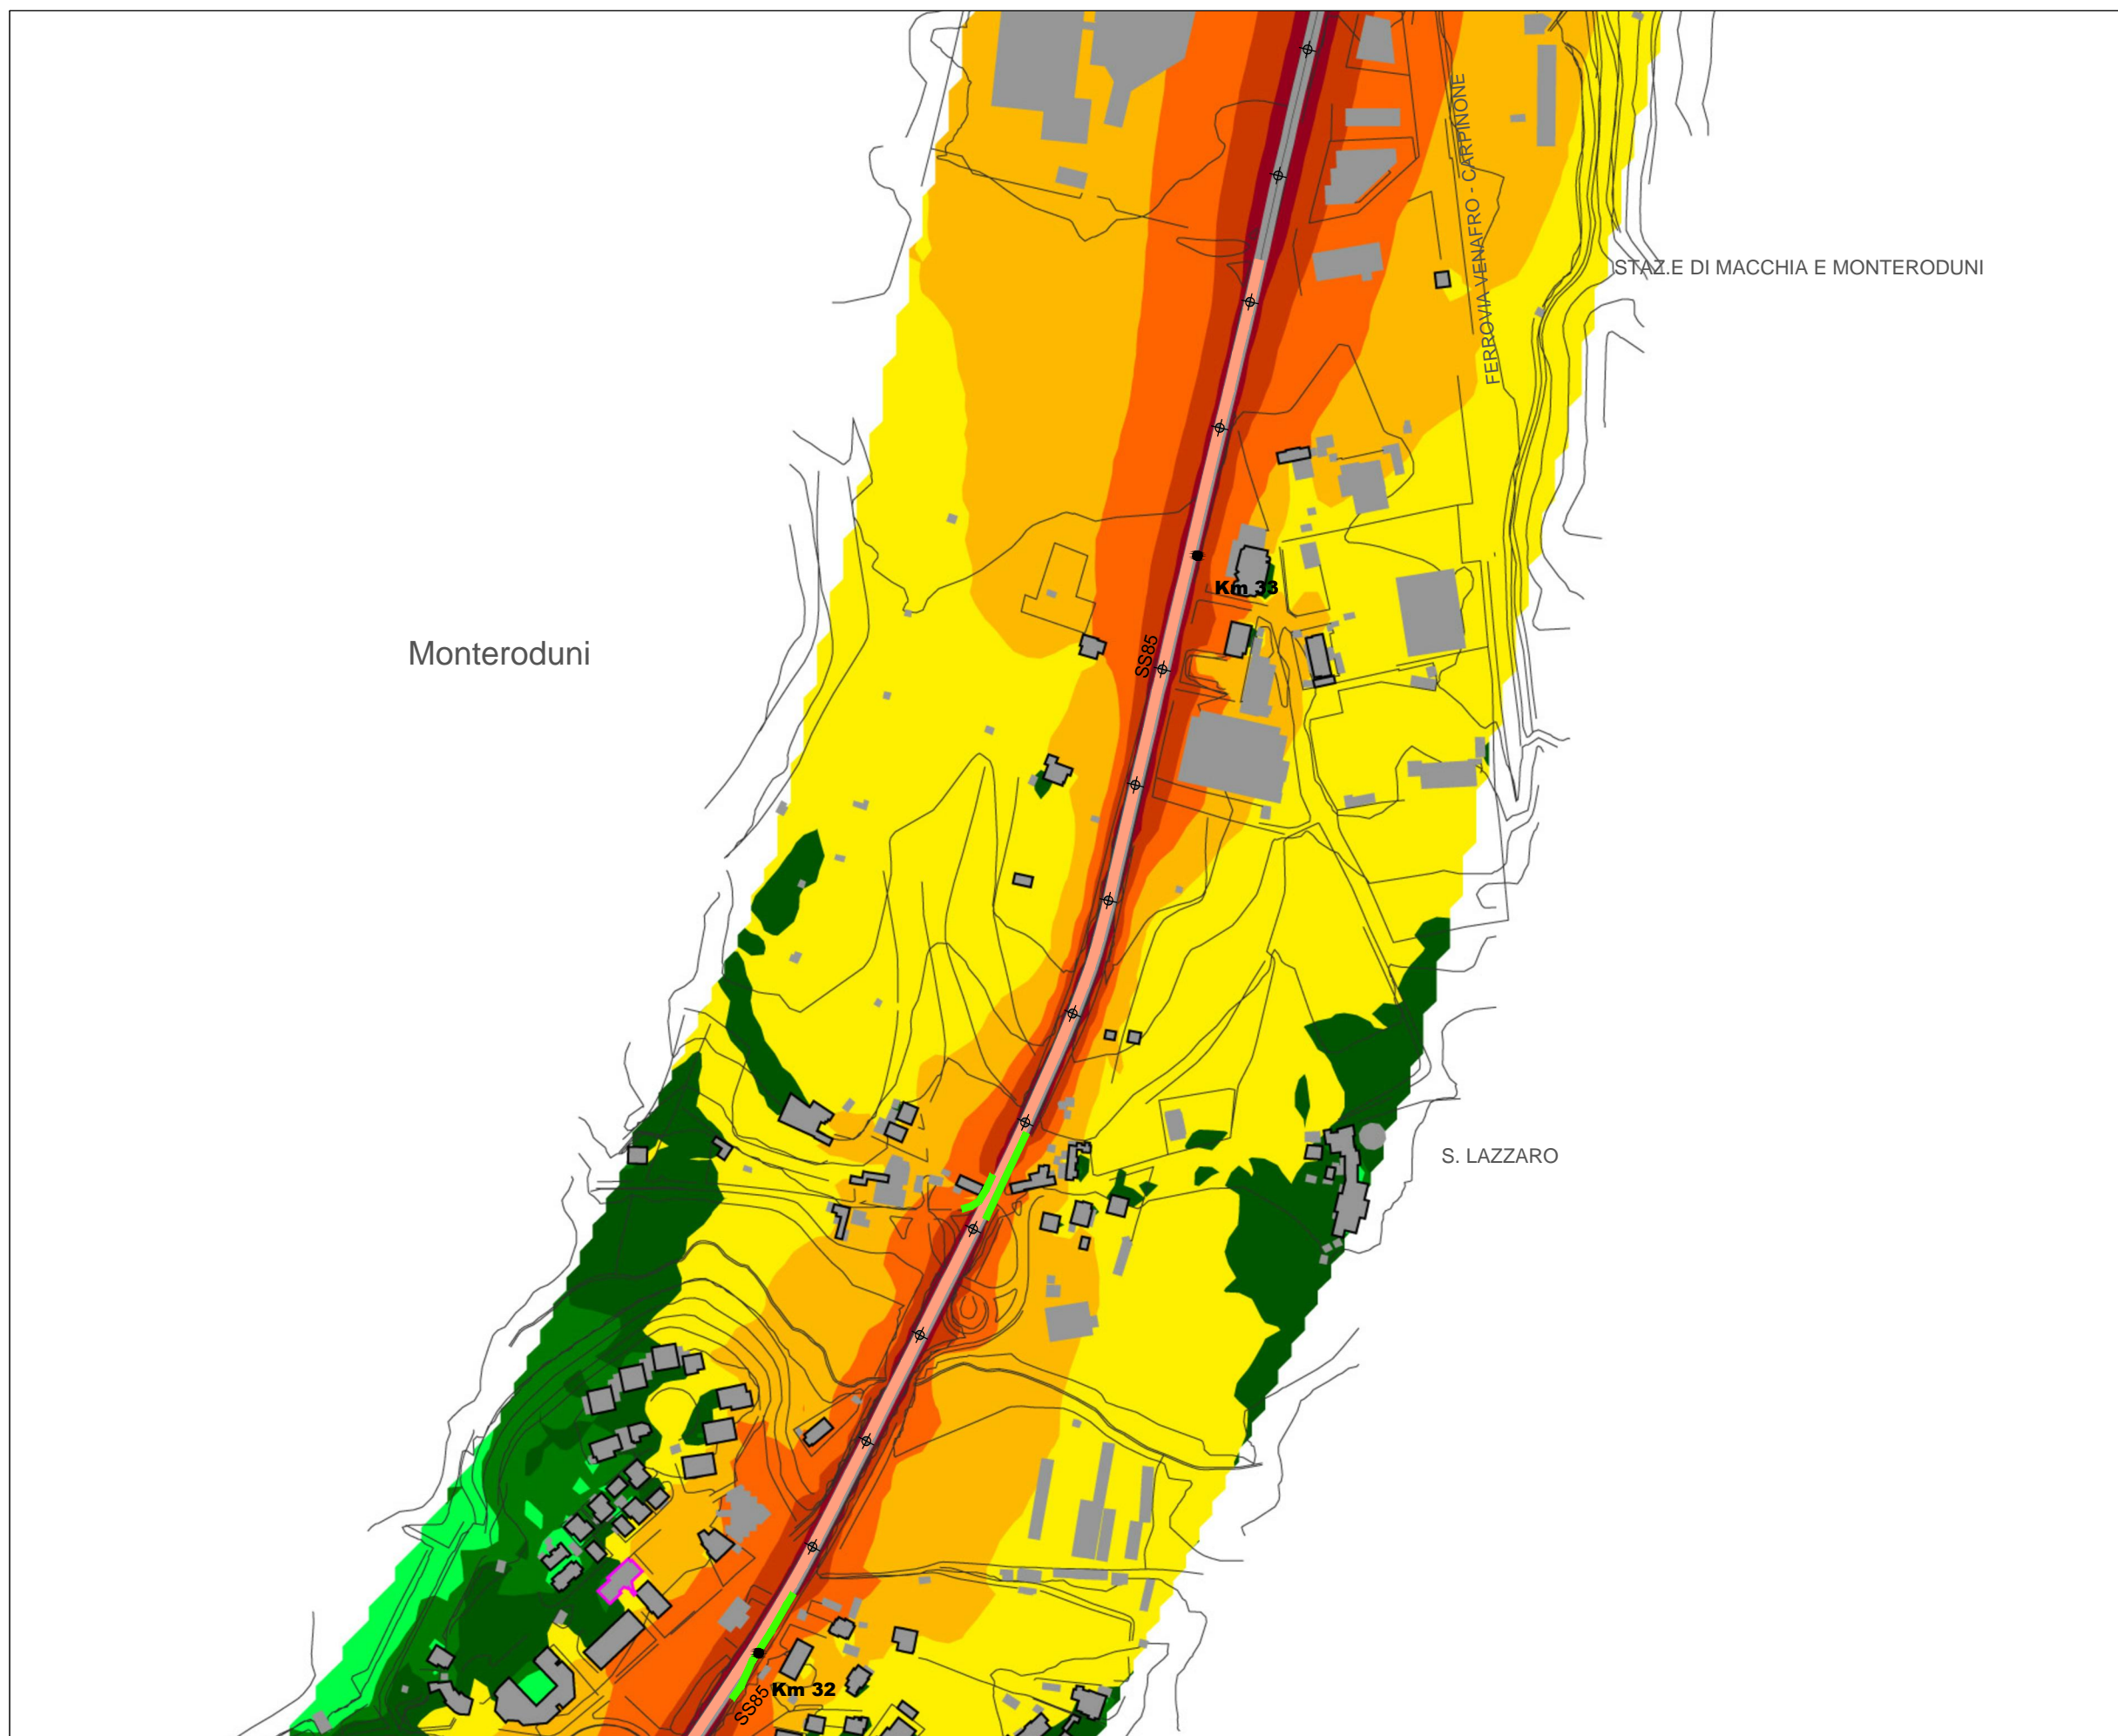 FERROVIA VENAFRO - CARPINONE
STAZ.E DI MACCHIA E MONTERODUNI
Km 33
SS85
Monteroduni
S. LAZZARO
Km 32
SS85